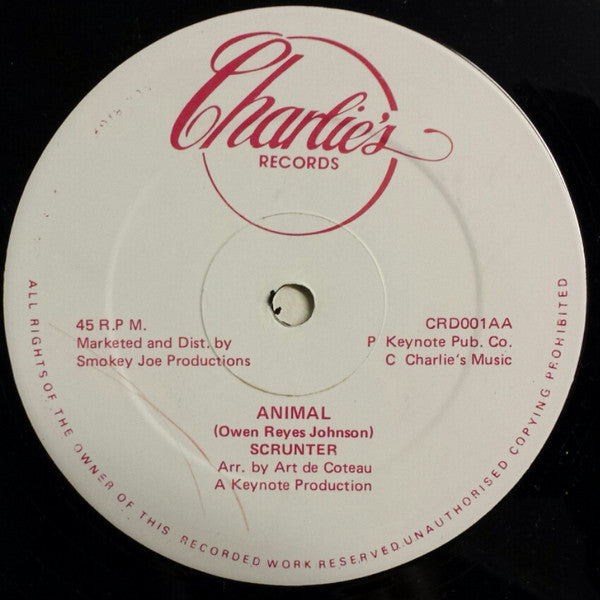 Charlie's
RECORDS
45 R.P M.
Marketed and Dist. by
Smokey Joe Productions
CRD001AA
P Keynote Pub. Co.
C Charlie's Music
ANIMAL
(Owen Reyes Johnson)
SCRUNTER
Arr. by Art de Coteau
A Keynote Production
ALL RIGHTS OF THE OWNER OF THIS RECORDED WORK RESERVED.UNAUTHORISED COPYING PROHIBITED